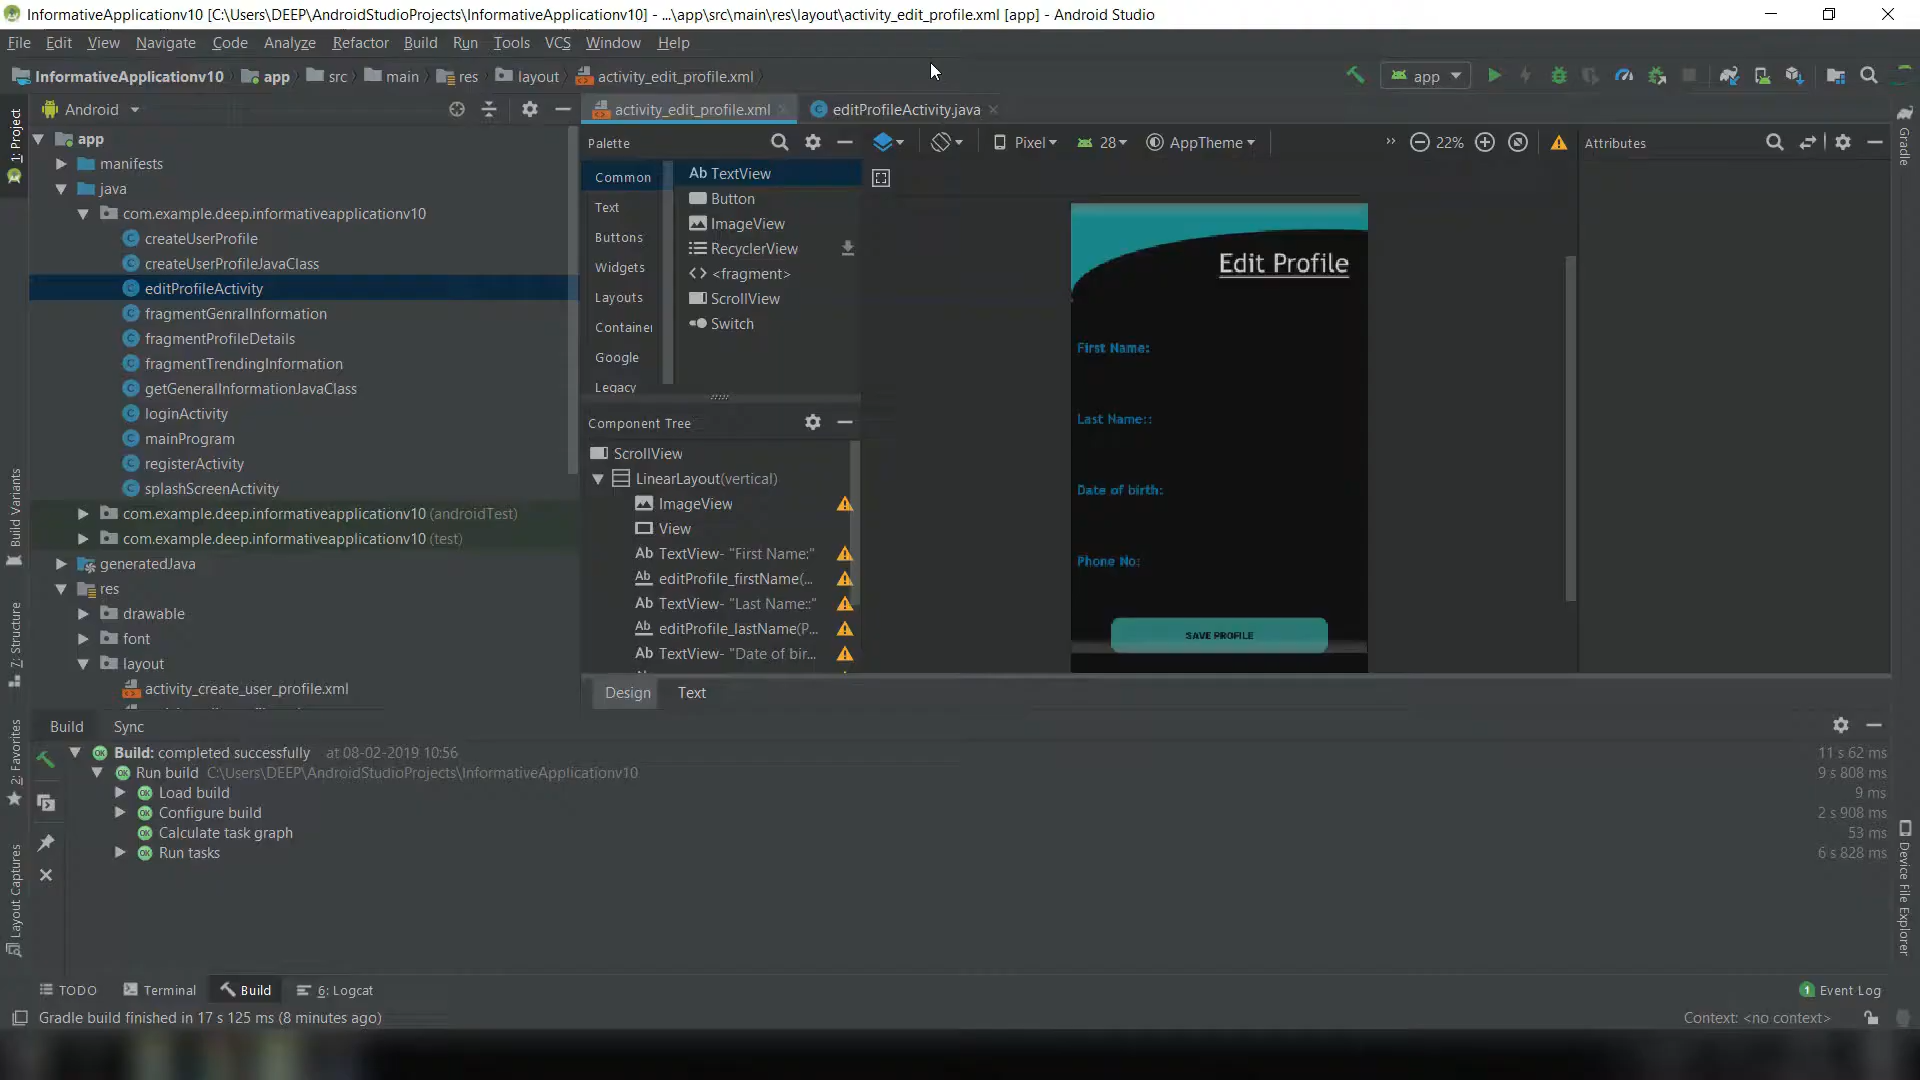 InformativeApplicationv10 [C:\Users\DEEP\AndroidStudioProjects\InformativeApplicationv10] - ...\app\src\main\res\layout\activity_edit_profile.xml [app] - Android Studio
File Edit View Navigate Code Analyze Refactor Build Run Tools VCS Window Help
InformativeApplicationv10 app src main res layout activity_edit_profile.xml app
Android activity_edit_profile.xml editProfileActivity.java
1: Project
7: Structure
Build Variants
2: Favorites
Layout Captures
app
manifests
java
com.example.deep.informativeapplicationv10
createUserProfile
createUserProfileJavaClass
editProfileActivity
fragmentGenralInformation
fragmentProfileDetails
fragmentTrendingInformation
getGeneralInformationJavaClass
loginActivity
mainProgram
registerActivity
splashScreenActivity
com.example.deep.informativeapplicationv10 (androidTest)
com.example.deep.informativeapplicationv10 (test)
generatedJava
res
drawable
font
layout
activity_create_user_profile.xml
Palette
Common
Text
Buttons
Widgets
Layouts
Containe
Google
Legacy
Ab TextView
Button
ImageView
RecyclerView
<fragment>
ScrollView
Switch
Component Tree
ScrollView
LinearLayout(vertical)
ImageView
View
Ab TextView- "First Name:"
Ab editProfile_firstName(...
Ab TextView- "Last Name::"
Ab editProfile_lastName(P...
Ab TextView- "Date of bir...
Design Text
Pixel 28 AppTheme 22%
Edit Profile
First Name:
Last Name::
Date of birth:
Phone No:
SAVE PROFILE
Attributes
Gradle
Device File Explorer
Build Sync
Build: completed successfully at 08-02-2019 10:56 11 s 62 ms
Run build C:\Users\DEEP\AndroidStudioProjects\InformativeApplicationv10 9 s 808 ms
Load build 9 ms
Configure build 2 s 908 ms
Calculate task graph 53 ms
Run tasks 6 s 828 ms
TODO Terminal Build 6: Logcat 1 Event Log
Gradle build finished in 17 s 125 ms (8 minutes ago) Context: <no context>